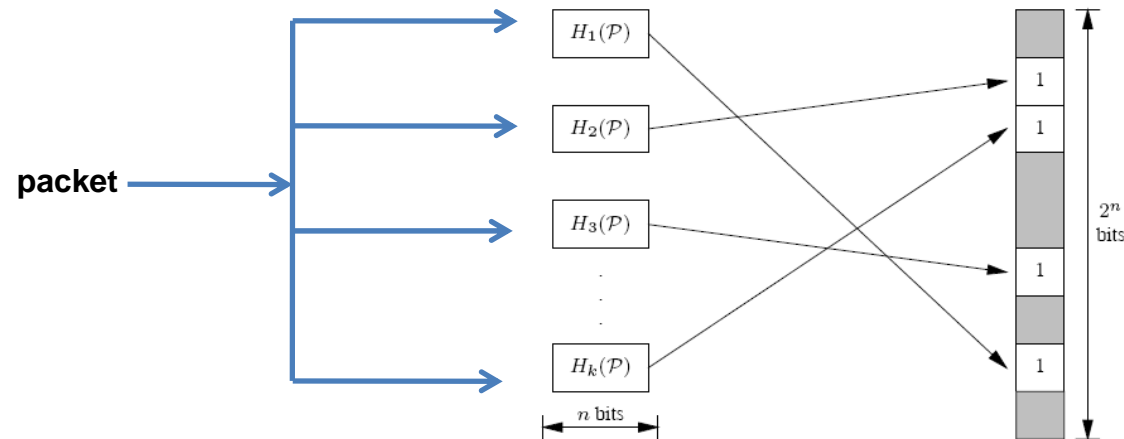 packet
H₁(𝒫)
H₂(𝒫)
H₃(𝒫)
.
.
.
Hₖ(𝒫)
n bits
1
1
1
1
2ⁿ
bits